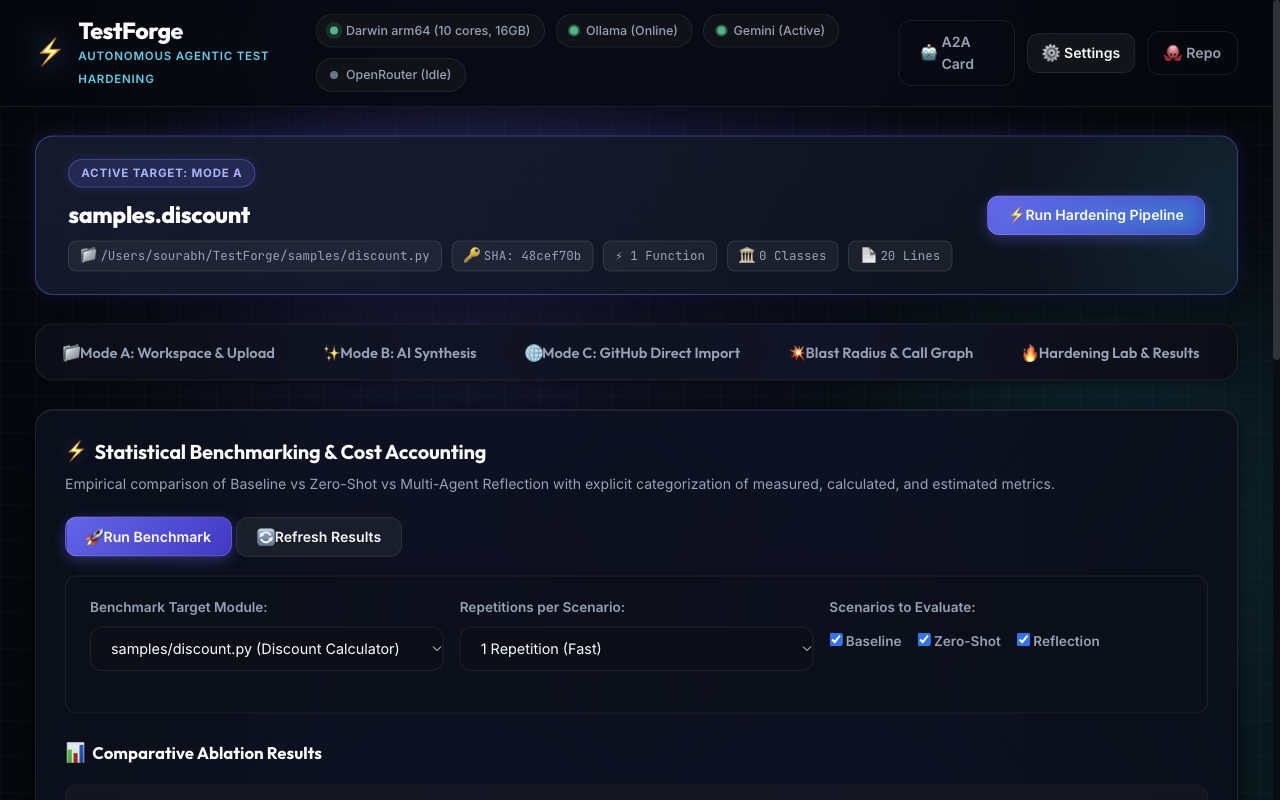 TestForge
AUTONOMOUS AGENTIC TEST
HARDENING
Darwin arm64 (10 cores, 16GB)
Ollama (Online)
Gemini (Active)
OpenRouter (Idle)
A2A
Card
Settings
Repo
ACTIVE TARGET: MODE A
samples.discount
/Users/sourabh/TestForge/samples/discount.py
SHA: 48cef70b
⚡ 1 Function
0 Classes
20 Lines
Run Hardening Pipeline
Mode A: Workspace & Upload
Mode B: AI Synthesis
Mode C: GitHub Direct Import
Blast Radius & Call Graph
Hardening Lab & Results
Statistical Benchmarking & Cost Accounting
Empirical comparison of Baseline vs Zero-Shot vs Multi-Agent Reflection with explicit categorization of measured, calculated, and estimated metrics.
Run Benchmark
Refresh Results
Benchmark Target Module:
samples/discount.py (Discount Calculator)
Repetitions per Scenario:
1 Repetition (Fast)
Scenarios to Evaluate:
Baseline
Zero-Shot
Reflection
Comparative Ablation Results